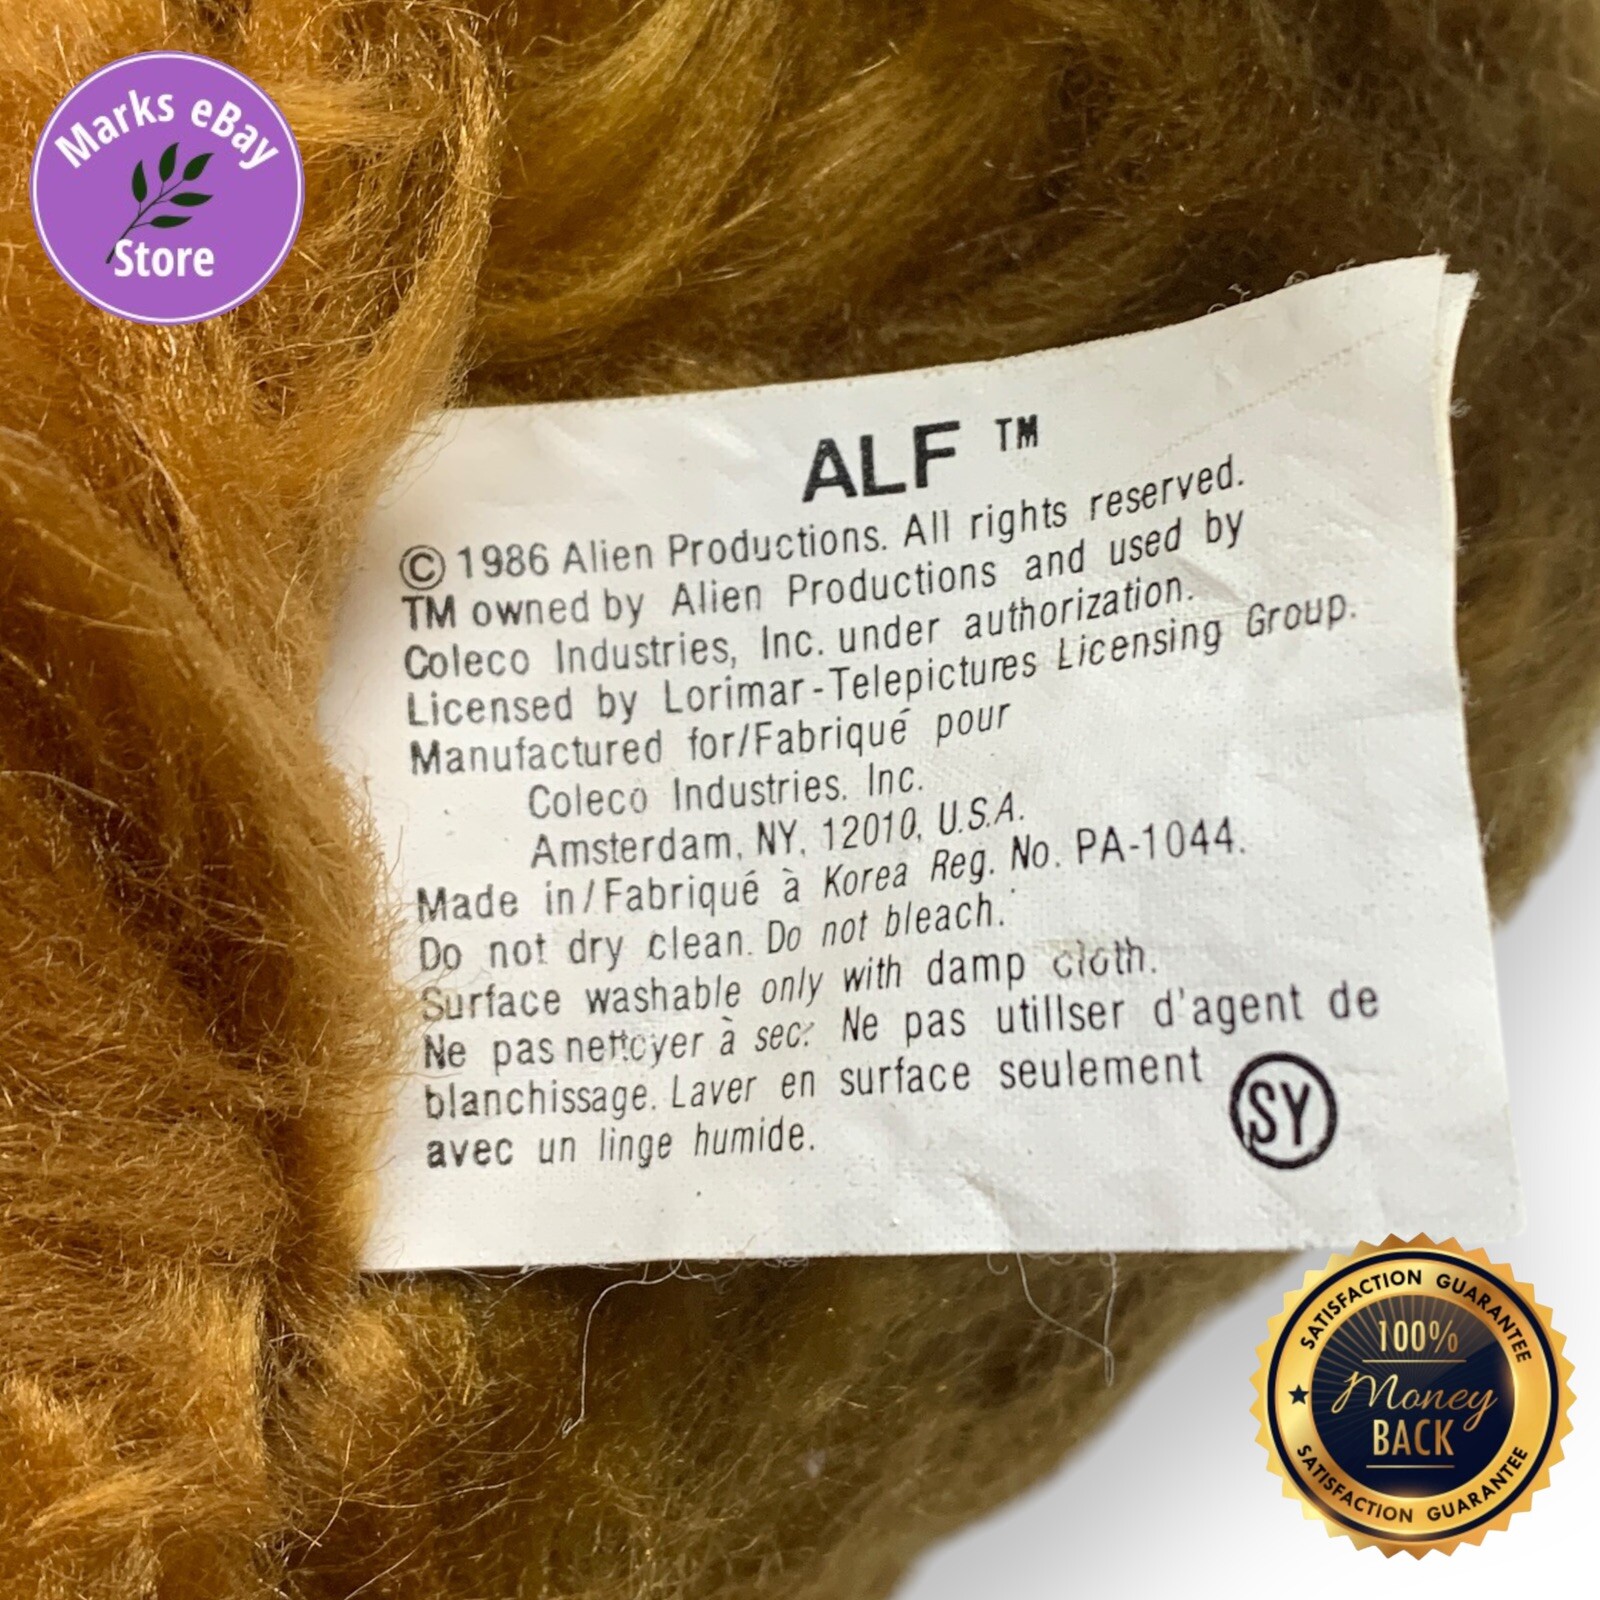 Marks eBay
Store
ALF ™
© 1986 Alien Productions. All rights reserved.
TM owned by Alien Productions and used by
Coleco Industries, Inc. under authorization.
Licensed by Lorimar-Telepictures Licensing Group.
Manufactured for/Fabriqué pour
Coleco Industries. Inc.
Amsterdam, NY, 12010, U.S.A.
Made in/Fabriqué à Korea Reg. No. PA-1044.
Do not dry clean. Do not bleach.
Surface washable only with damp cloth.
Ne pas nettoyer à sec. Ne pas utillser d'agent de
blanchissage. Laver en surface seulement
avec un linge humide.
SY
SATISFACTION GUARANTEE
100%
Money
BACK
SATISFACTION GUARANTEE